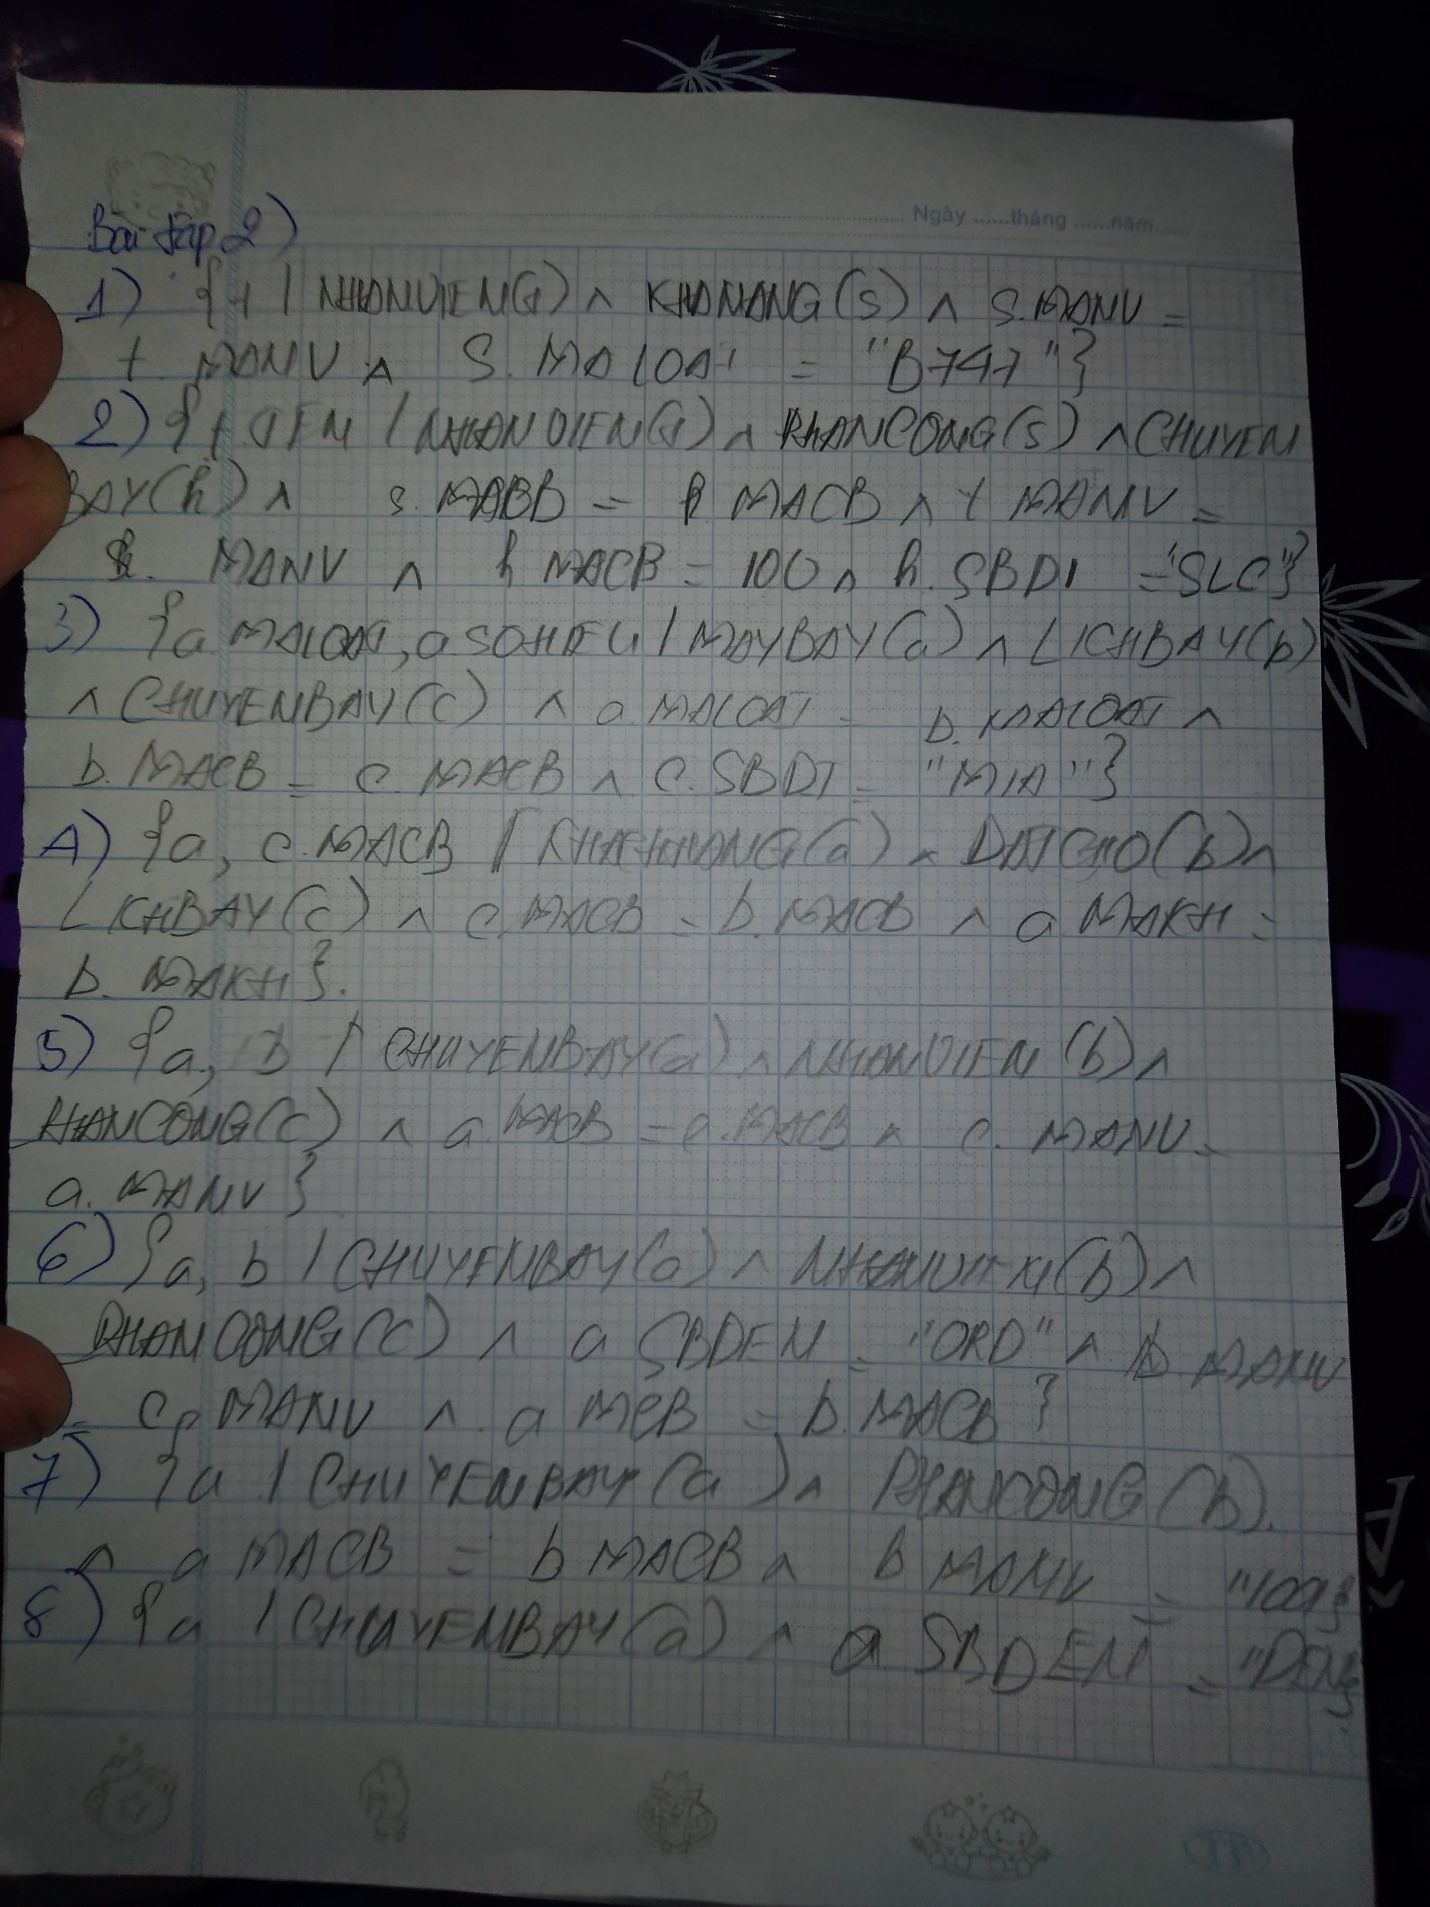 Ngày ......tháng ......năm......
Bài tập 2)
1) {t | NHANVIEN(t) ∧ KHANANG(s) ∧ S.MANV =
t. MANV ∧ S. MALOAI = "B747"}
2) {t TEN | NHANVIEN(t) ∧ PHANCONG(s) ∧ CHUYEN
BAY(h) ∧ s. MABB = h MACB ∧ t MANV =
. MANV ∧ h MACB = 100 ∧ h. SBDI = "SLC"}
3) {a MALOAI, a SOHIEU | MAYBAY(a) ∧ LICHBAY(b)
∧ CHUYENBAY(c) ∧ a MALOAI = b. MALOAI ∧
b. MACB = c. MACB ∧ c. SBDI = "MIA"}
4) {a, c. MACB | KHACHHANG(a) ∧ DATCHO(b) ∧
LICHBAY(c) ∧ c.MACB = b. MACB ∧ a MAKH =
b. MAKH}.
5) {a, b | CHUYENBAY(a) ∧ NHANVIEN (b) ∧
PHANCONG(c) ∧ a MACB = c. MACB ∧ c. MANV =
a. MANV}
6) {a, b | CHUYENBAY(a) ∧ NHANVIEN(b) ∧
PHANCONG(c) ∧ a SBDEN = "ORD" ∧ b MANV
= c. MANV ∧ a MCB = b. MACB }
7) {a | CHUYENBAY(a) ∧ PHANCONG(b).
∧ a MACB = b MACB ∧ b MANV = "1001}
8) {a | CHUYENBAY(a) ∧ a SBDEN = "DEN}